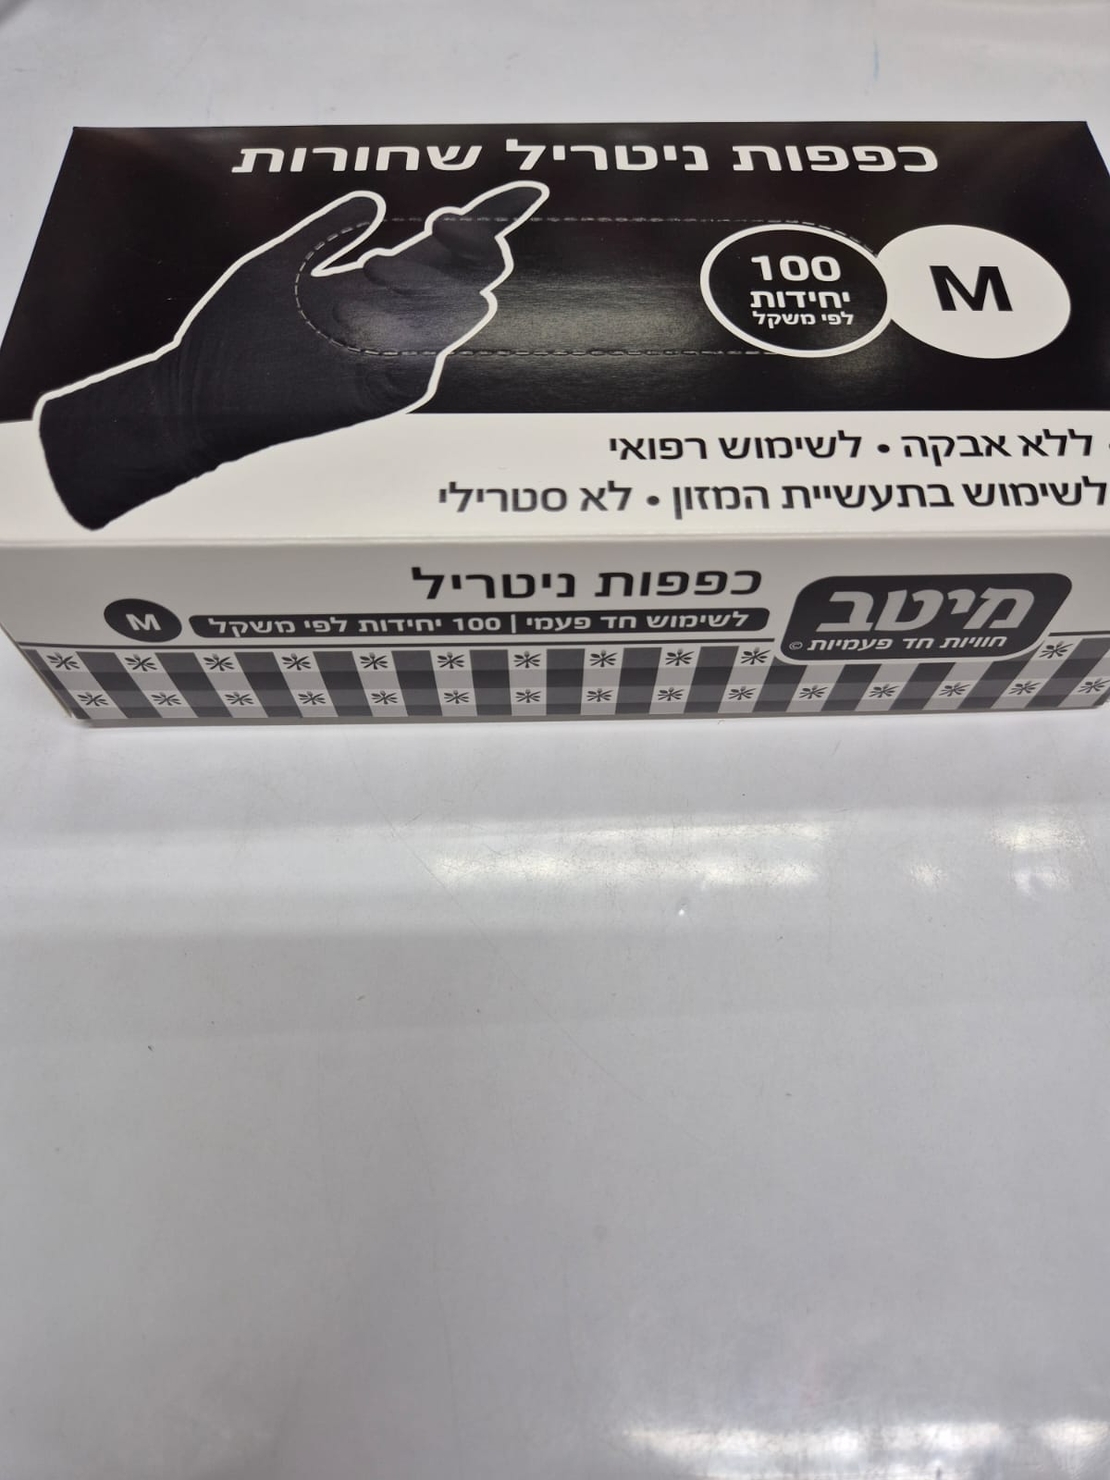 כפפות ניטריל שחורות
M
100
יחידות
לפי משקל
ללא אבקה • לשימוש רפואי
לשימוש בתעשיית המזון • לא סטרילי
מיטב
חוויות חד פעמיות ©
כפפות ניטריל
לשימוש חד פעמי | 100 יחידות לפי משקל
M